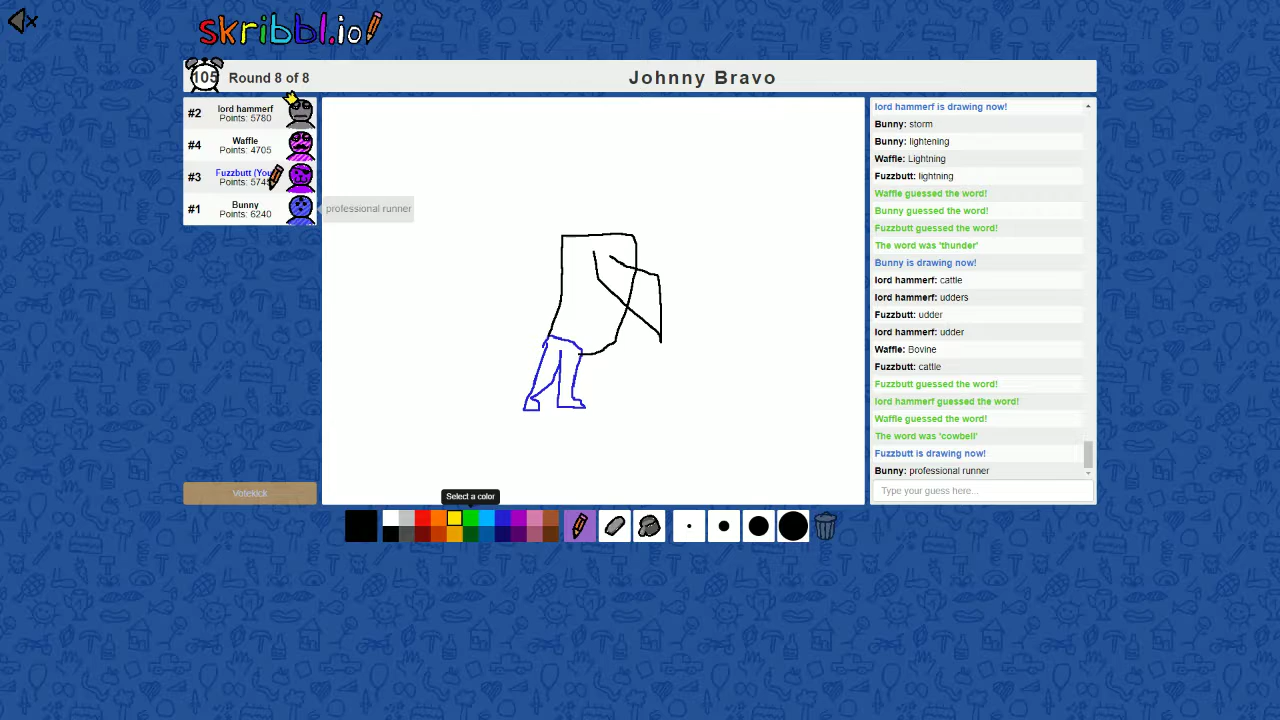 skribbl.io
105 Round 8 of 8
Johnny Bravo
#2 lord hammerf
Points: 5780
#4 Waffle
Points: 4705
#3 Fuzzbutt (You
Points: 574
#1 Bunny
Points: 6240
professional runner
Votekick
lord hammerf is drawing now!
Bunny: storm
Bunny: lightening
Waffle: Lightning
Fuzzbutt: lightning
Waffle guessed the word!
Bunny guessed the word!
Fuzzbutt guessed the word!
The word was 'thunder'
Bunny is drawing now!
lord hammerf: cattle
lord hammerf: udders
Fuzzbutt: udder
lord hammerf: udder
Waffle: Bovine
Fuzzbutt: cattle
Fuzzbutt guessed the word!
lord hammerf guessed the word!
Waffle guessed the word!
The word was 'cowbell'
Fuzzbutt is drawing now!
Bunny: professional runner
Type your guess here...
Select a color